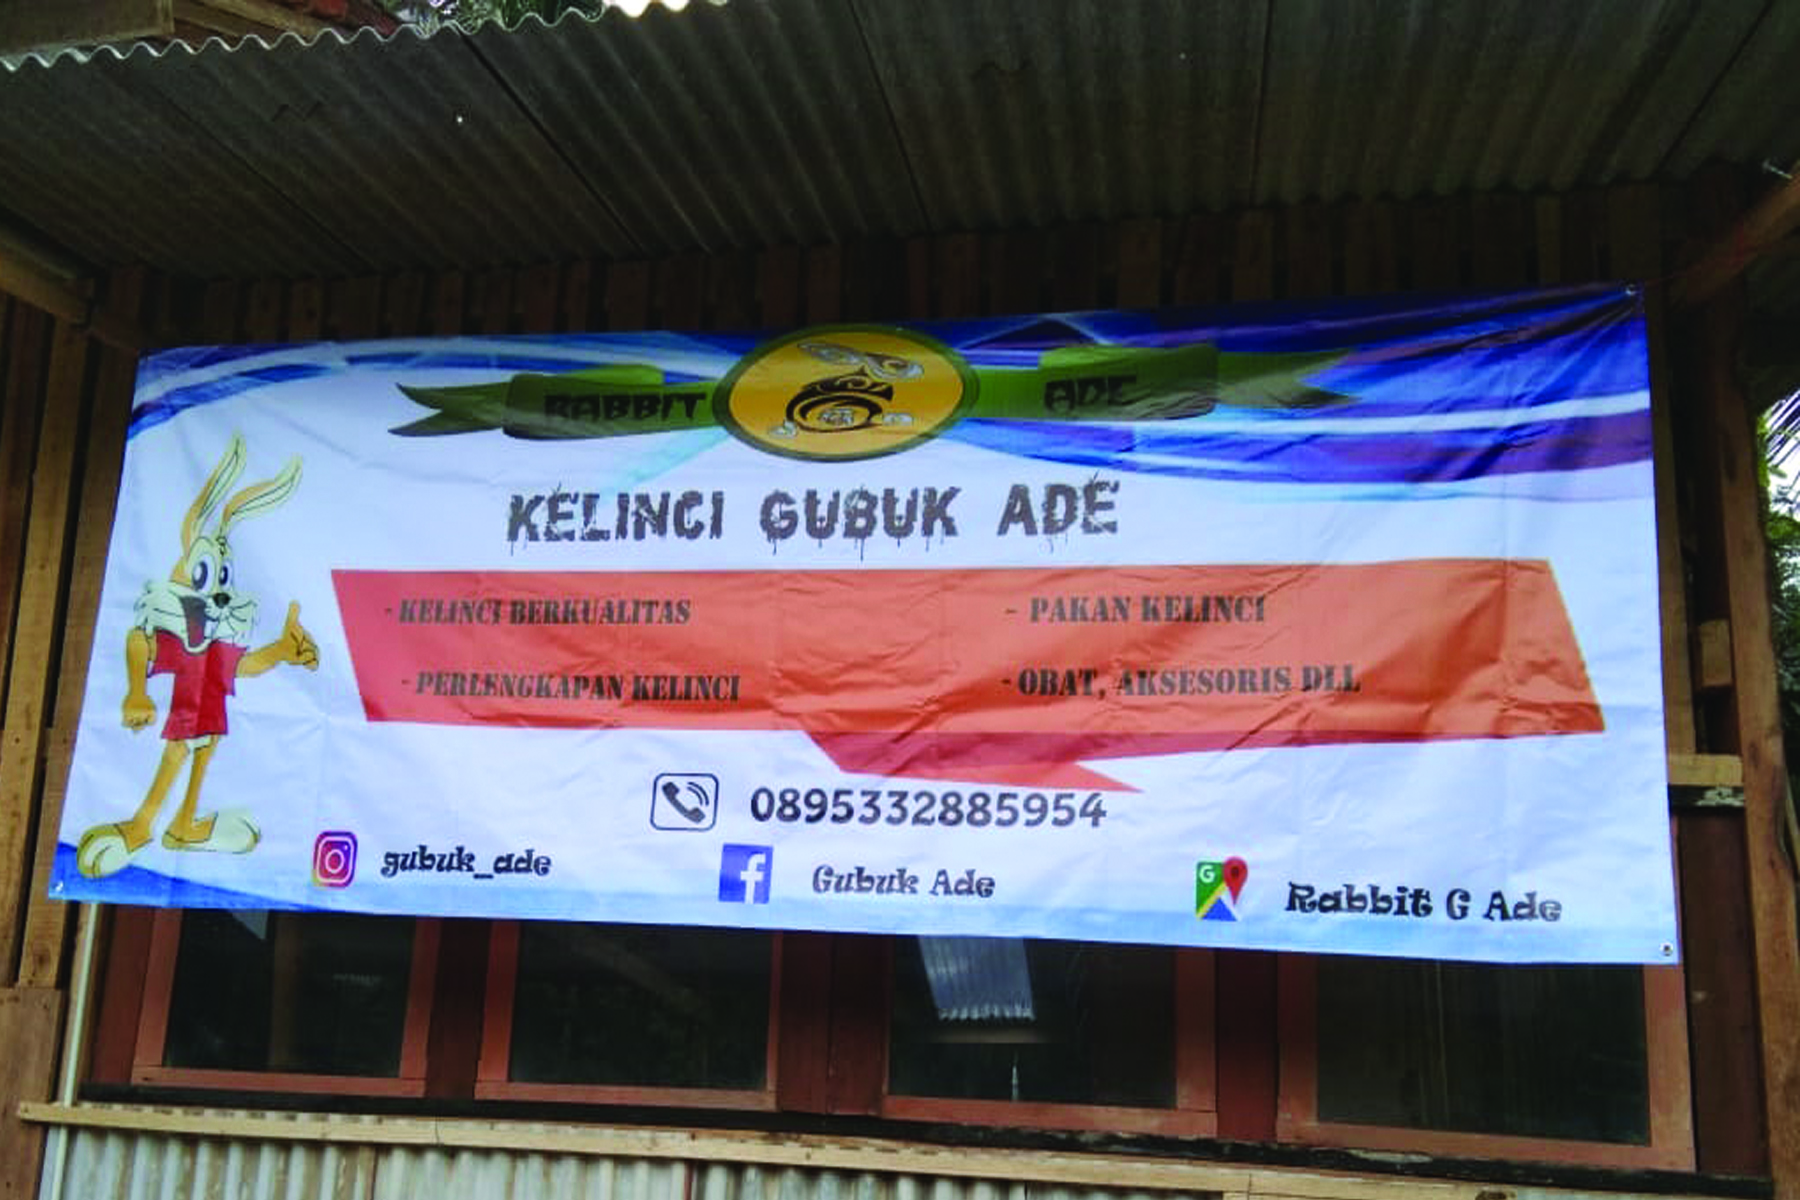 RABBIT ADE
KELINCI GUBUK ADE
- KELINCI BERKUALITAS
- PAKAN KELINCI
- PERLENGKAPAN KELINCI
- OBAT, AKSESORIS DLL
0895332885954
gubuk_ade
Gubuk Ade
Rabbit G Ade